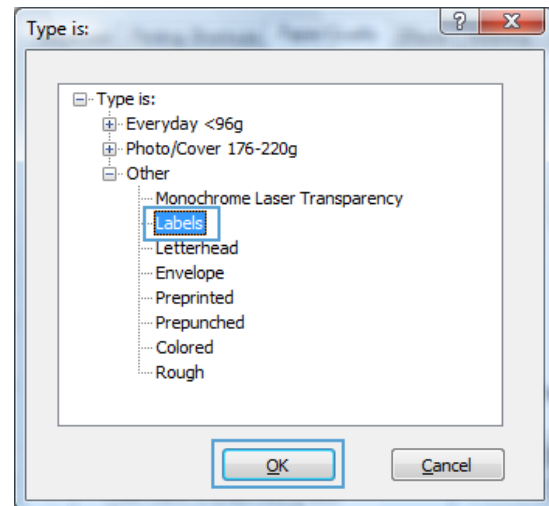 Type is:
Type is:
Everyday <96g
Photo/Cover 176-220g
Other
Monochrome Laser Transparency
Labels
Letterhead
Envelope
Preprinted
Prepunched
Colored
Rough
OK
Cancel